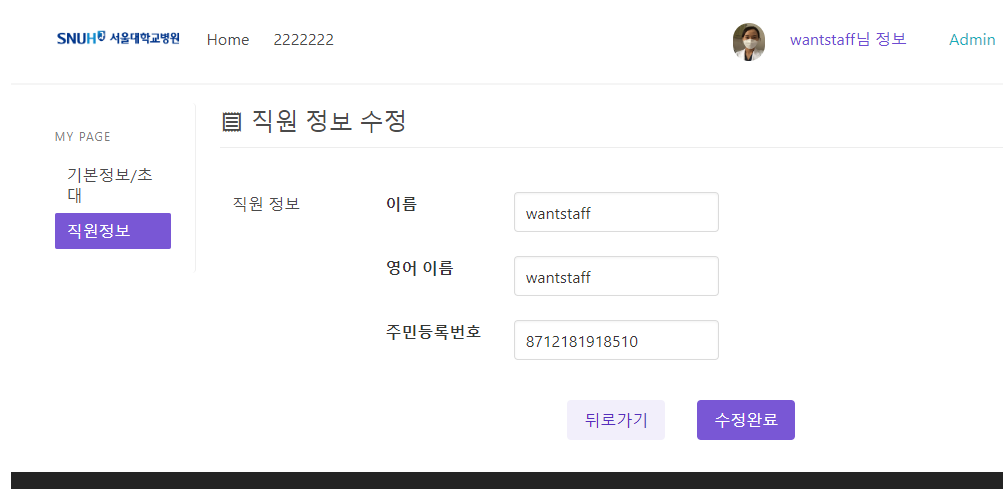 SNUH 서울대학교병원 Home 2222222 wantstaff님 정보 Admin
MY PAGE
기본정보/초
대
직원정보
직원 정보 수정
직원 정보 이름 wantstaff
영어 이름 wantstaff
주민등록번호 8712181918510
뒤로가기 수정완료